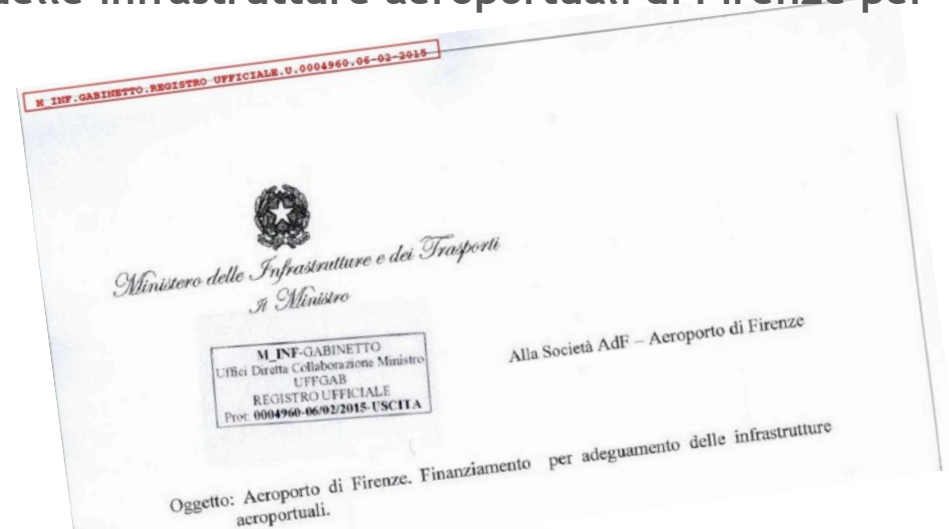 delle infrastrutture aeroportuali di Firenze per
M_INF.GABINETTO.REGISTRO UFFICIALE.U.0004960.06-02-2015
Ministero delle Infrastrutture e dei Trasporti
Il Ministro
M_INF-GABINETTO
Uffici Diretta Collaborazione Ministro
UFFGAB
REGISTRO UFFICIALE
Prot: 0004960-06/02/2015-USCITA
Alla Società AdF – Aeroporto di Firenze
Oggetto: Aeroporto di Firenze. Finanziamento per adeguamento delle infrastrutture
aeroportuali.